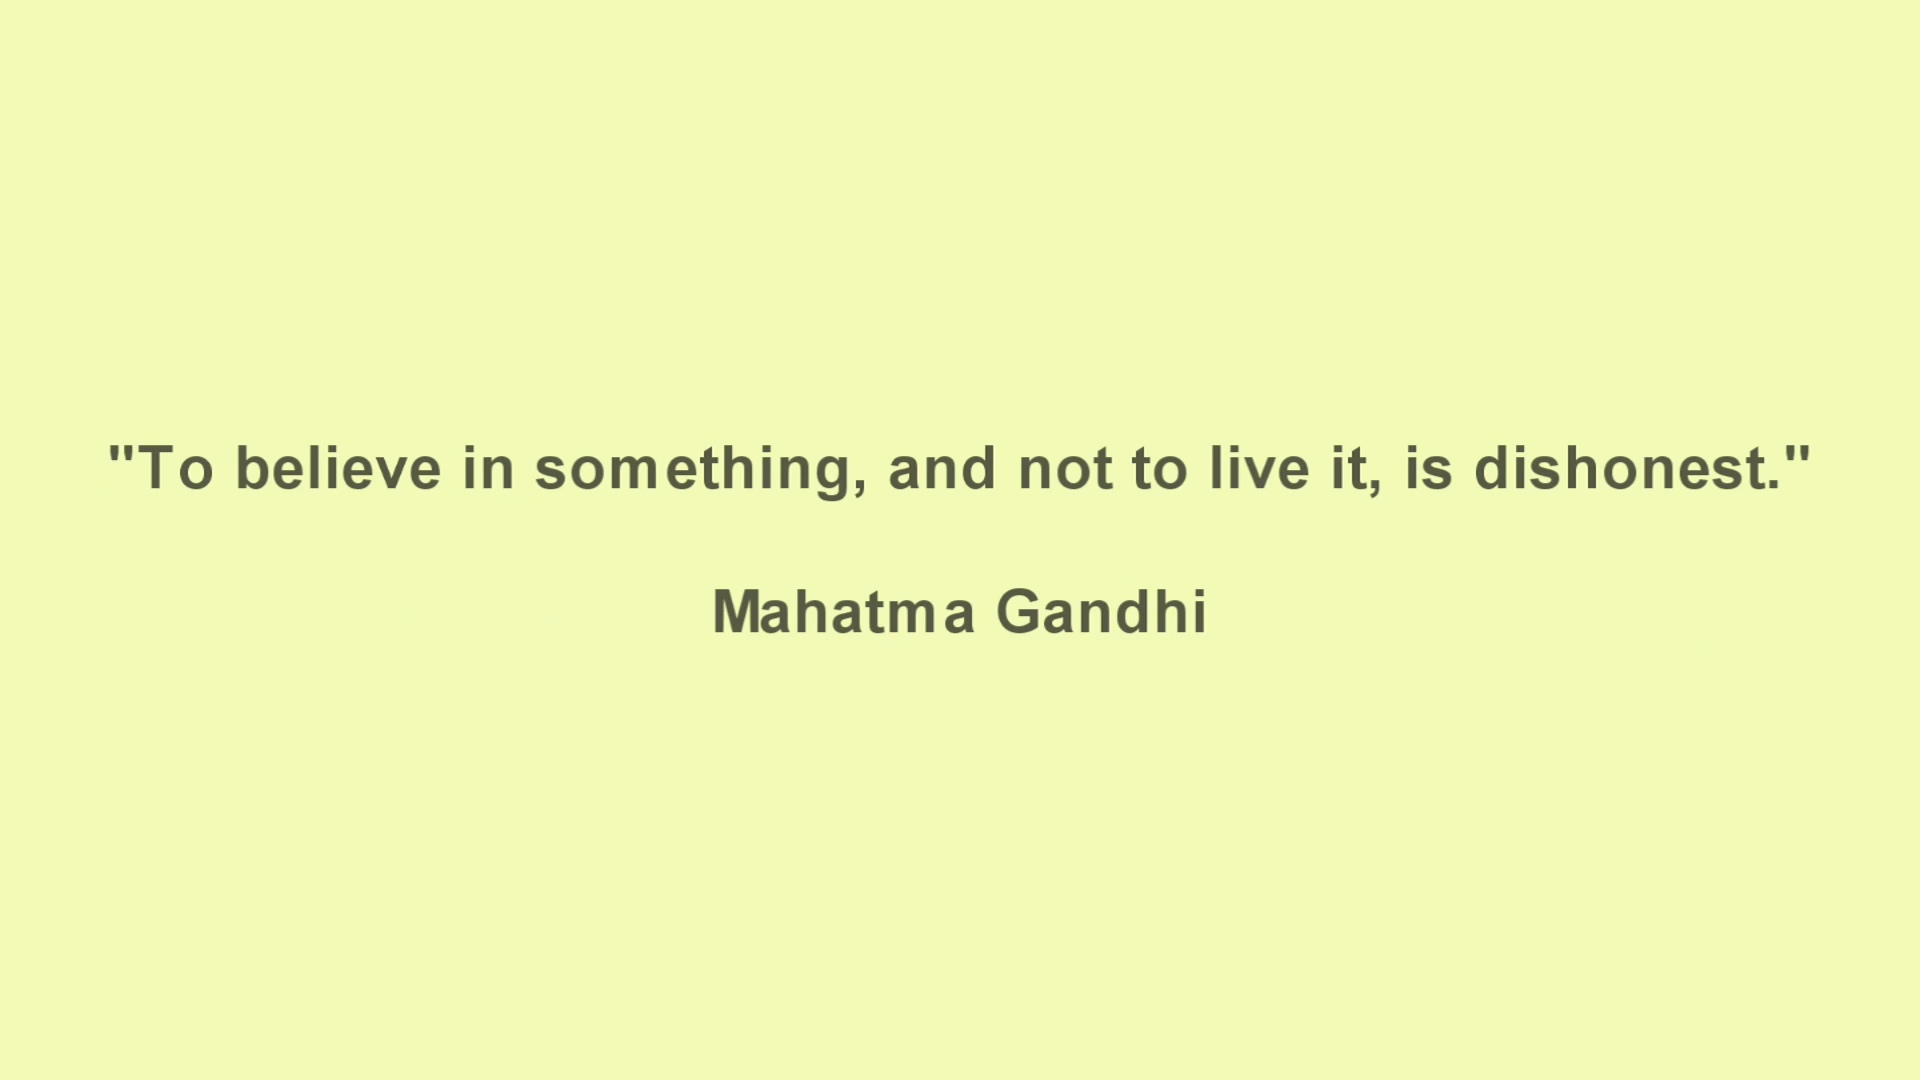 "To believe in something, and not to live it, is dishonest."
Mahatma Gandhi